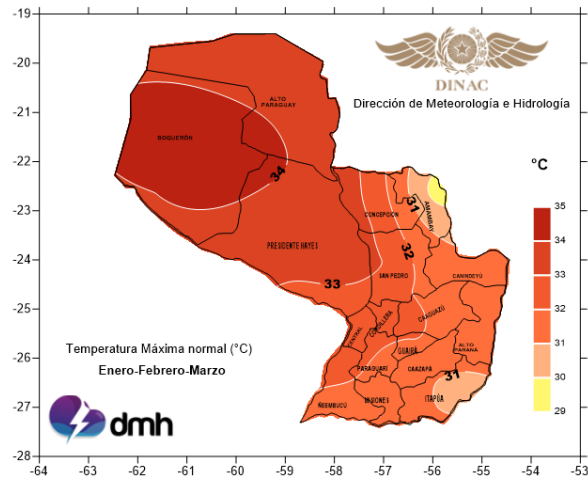 DINAC
Dirección de Meteorología e Hidrología
-19
-20
-21
-22
-23
-24
-25
-26
-27
-28
-64
-63
-62
-61
-60
-59
-58
-57
-56
-55
-54
-53
°C
35
34
33
32
31
30
29
ALTO
PARAGUAY
BOQUERÓN
34
31
CONCEPCION
AMAMBAY
PRESIDENTE HAYES
32
SAN PEDRO
33
CANINDEYÚ
CAAGUAZÚ
CORDILLERA
CENTRAL
GUAIRÁ
ALTO
PARANÁ
PARAGUARÍ
CAAZAPÁ
31
ÑEEMBUCÚ
MISIONES
ITAPÚA
Temperatura Máxima normal (°C)
Enero-Febrero-Marzo
dmh